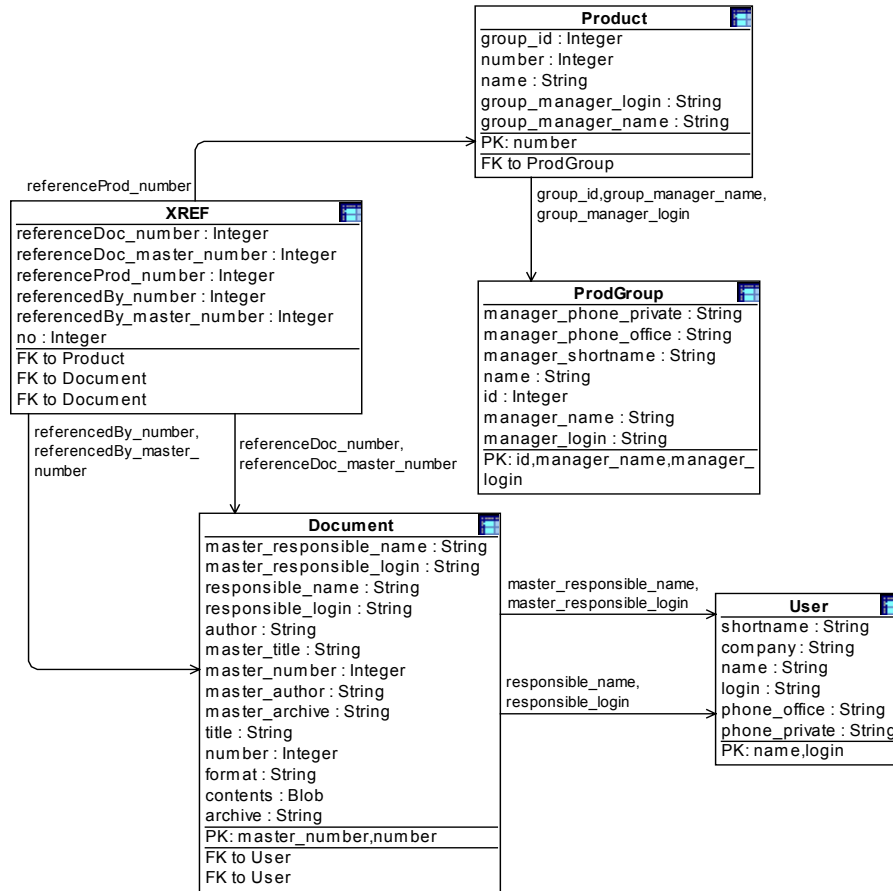 Product
group_id : Integer
number : Integer
name : String
group_manager_login : String
group_manager_name : String
PK: number
FK to ProdGroup
referenceProd_number
group_id,group_manager_name,
group_manager_login
XREF
referenceDoc_number : Integer
referenceDoc_master_number : Integer
referenceProd_number : Integer
referencedBy_number : Integer
referencedBy_master_number : Integer
no : Integer
FK to Product
FK to Document
FK to Document
ProdGroup
manager_phone_private : String
manager_phone_office : String
manager_shortname : String
name : String
id : Integer
manager_name : String
manager_login : String
PK: id,manager_name,manager_
login
referencedBy_number,
referencedBy_master_
number
referenceDoc_number,
referenceDoc_master_number
Document
master_responsible_name : String
master_responsible_login : String
responsible_name : String
responsible_login : String
author : String
master_title : String
master_number : Integer
master_author : String
master_archive : String
title : String
number : Integer
format : String
contents : Blob
archive : String
PK: master_number,number
FK to User
FK to User
master_responsible_name,
master_responsible_login
responsible_name,
responsible_login
User
shortname : String
company : String
name : String
login : String
phone_office : String
phone_private : String
PK: name,login